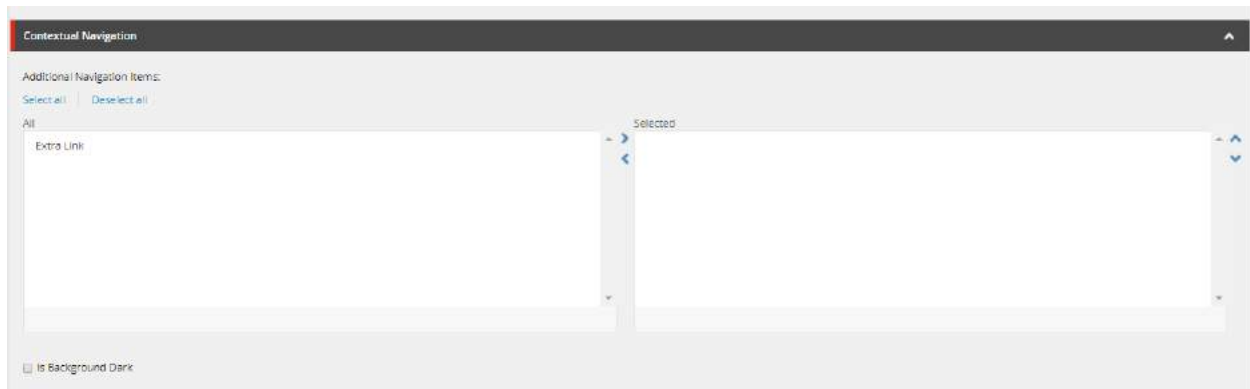 Contextual Navigation
Additional Navigation Items:
Select all Deselect all
All Selected
Extra Link
Is Background Dark